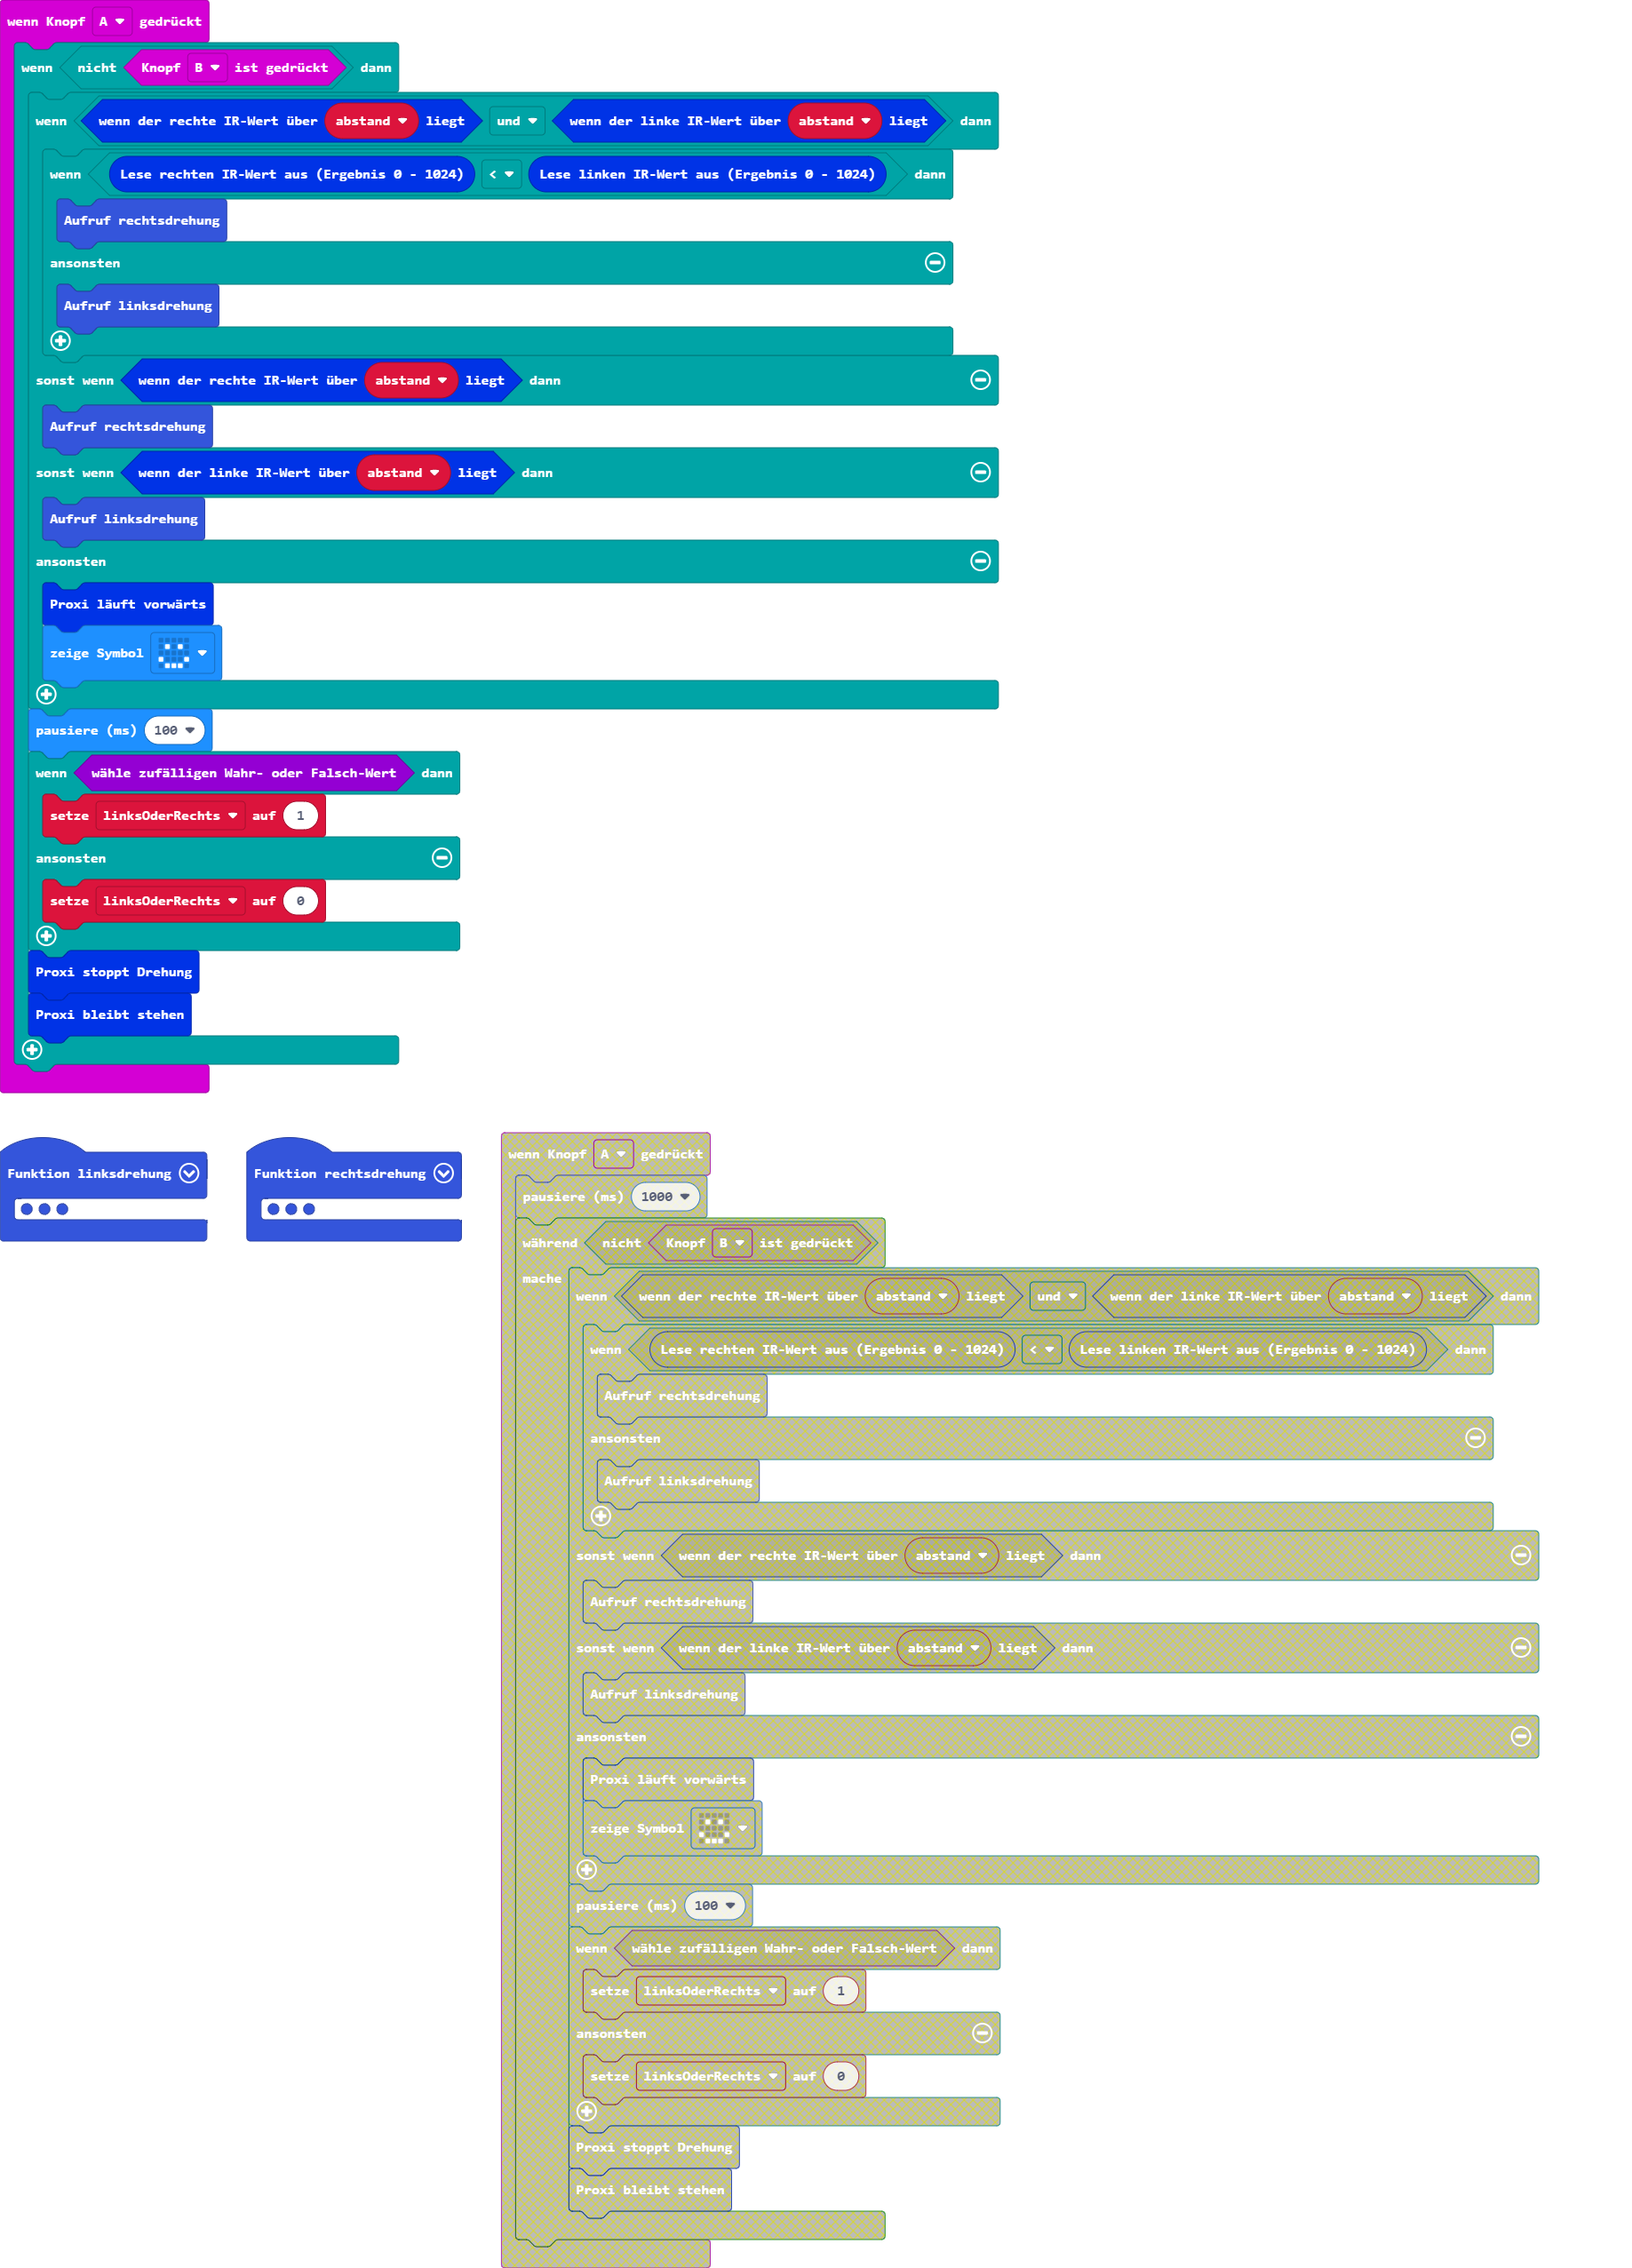 wenn Knopf A gedrückt
wenn nicht Knopf B ist gedrückt dann
wenn wenn der rechte IR-Wert über abstand liegt und wenn der linke IR-Wert über abstand liegt dann
wenn Lese rechten IR-Wert aus (Ergebnis 0 - 1024) < Lese linken IR-Wert aus (Ergebnis 0 - 1024) dann
Aufruf rechtsdrehung
ansonsten
Aufruf linksdrehung
sonst wenn wenn der rechte IR-Wert über abstand liegt dann
Aufruf rechtsdrehung
sonst wenn wenn der linke IR-Wert über abstand liegt dann
Aufruf linksdrehung
ansonsten
Proxi läuft vorwärts
zeige Symbol
pausiere (ms) 100
wenn wähle zufälligen Wahr- oder Falsch-Wert dann
setze linksOderRechts auf 1
ansonsten
setze linksOderRechts auf 0
Proxi stoppt Drehung
Proxi bleibt stehen
Funktion linksdrehung
Funktion rechtsdrehung
wenn Knopf A gedrückt
pausiere (ms) 1000
während nicht Knopf B ist gedrückt
mache
wenn wenn der rechte IR-Wert über abstand liegt und wenn der linke IR-Wert über abstand liegt dann
wenn Lese rechten IR-Wert aus (Ergebnis 0 - 1024) < Lese linken IR-Wert aus (Ergebnis 0 - 1024) dann
Aufruf rechtsdrehung
ansonsten
Aufruf linksdrehung
sonst wenn wenn der rechte IR-Wert über abstand liegt dann
Aufruf rechtsdrehung
sonst wenn wenn der linke IR-Wert über abstand liegt dann
Aufruf linksdrehung
ansonsten
Proxi läuft vorwärts
zeige Symbol
pausiere (ms) 100
wenn wähle zufälligen Wahr- oder Falsch-Wert dann
setze linksOderRechts auf 1
ansonsten
setze linksOderRechts auf 0
Proxi stoppt Drehung
Proxi bleibt stehen